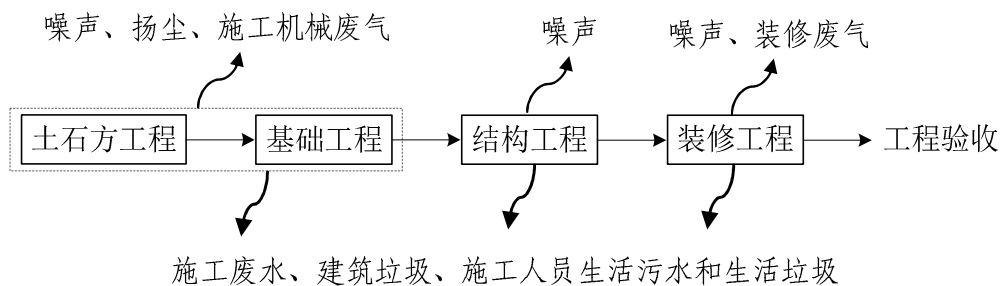 噪声、扬尘、施工机械废气
噪声
噪声、装修废气
土石方工程
基础工程
结构工程
装修工程
工程验收
施工废水、建筑垃圾、施工人员生活污水和生活垃圾